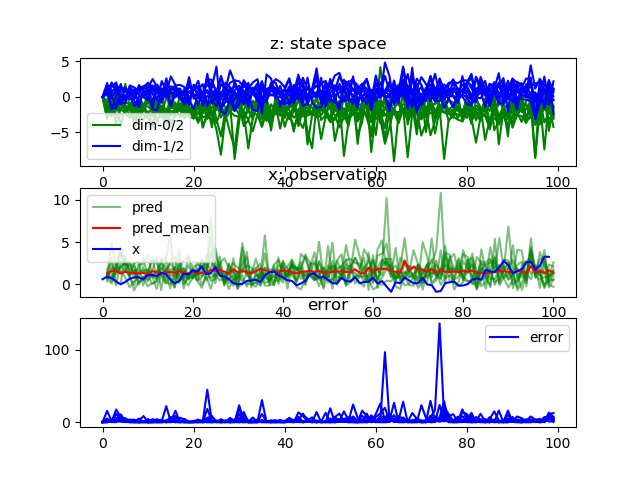 z: state space
5
0
−5
dim-0/2
dim-1/2
0 20 40 60 80 100
x: observation
10
5
0
pred
pred_mean
x
0 20 40 60 80 100
error
100
0
error
0 20 40 60 80 100